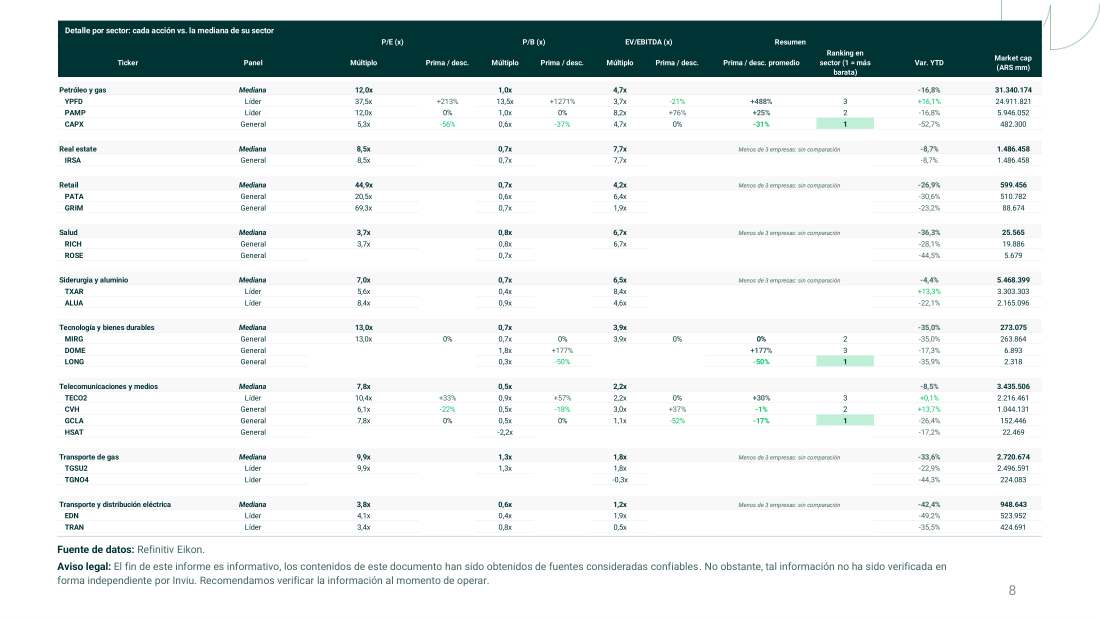 Detalle por sector: cada acción vs. la mediana de su sector
P/E (x) P/B (x) EV/EBITDA (x) Resumen
Ticker Panel Múltiplo Prima / desc. Múltiplo Prima / desc. Múltiplo Prima / desc. Prima / desc. promedio Ranking en sector (1 = más barata) Var. YTD Market cap (ARS mm)
Petróleo y gas Mediana 12,0x 1,0x 4,7x -16,8% 31.340.174
YPFD Líder 37,5x +213% 13,5x +1271% 3,7x -21% +488% 3 +16,1% 24.911.821
PAMP Líder 12,0x 0% 1,0x 0% 8,2x +76% +25% 2 -16,8% 5.946.052
CAPX General 5,3x -56% 0,6x -37% 4,7x 0% -31% 1 -52,7% 482.300
Real estate Mediana 8,5x 0,7x 7,7x Menos de 3 empresas: sin comparación -8,7% 1.486.458
IRSA General 8,5x 0,7x 7,7x -8,7% 1.486.458
Retail Mediana 44,9x 0,7x 4,2x Menos de 3 empresas: sin comparación -26,9% 599.456
PATA General 20,5x 0,6x 6,4x -30,6% 510.782
GRIM General 69,3x 0,7x 1,9x -23,2% 88.674
Salud Mediana 3,7x 0,8x 6,7x Menos de 3 empresas: sin comparación -36,3% 25.565
RICH General 3,7x 0,8x 6,7x -28,1% 19.886
ROSE General 0,7x -44,5% 5.679
Siderurgia y aluminio Mediana 7,0x 0,7x 6,5x Menos de 3 empresas: sin comparación -4,4% 5.468.399
TXAR Líder 5,6x 0,4x 8,4x +13,3% 3.303.303
ALUA Líder 8,4x 0,9x 4,6x -22,1% 2.165.096
Tecnología y bienes durables Mediana 13,0x 0,7x 3,9x -35,0% 273.075
MIRG General 13,0x 0% 0,7x 0% 3,9x 0% 0% 2 -35,0% 263.864
DOME General 1,8x +177% +177% 3 -17,3% 6.893
LONG General 0,3x -50% -50% 1 -35,9% 2.318
Telecomunicaciones y medios Mediana 7,8x 0,5x 2,2x -8,5% 3.435.506
TECO2 Líder 10,4x +33% 0,9x +57% 2,2x 0% +30% 3 +0,1% 2.216.461
CVH General 6,1x -22% 0,5x -18% 3,0x +37% -1% 2 +13,7% 1.044.131
GCLA General 7,8x 0% 0,5x 0% 1,1x -52% -17% 1 -26,4% 152.446
HSAT General -2,2x -17,2% 22.469
Transporte de gas Mediana 9,9x 1,3x 1,8x Menos de 3 empresas: sin comparación -33,6% 2.720.674
TGSU2 Líder 9,9x 1,3x 1,8x -22,9% 2.496.591
TGNO4 Líder -0,3x -44,3% 224.083
Transporte y distribución eléctrica Mediana 3,8x 0,6x 1,2x Menos de 3 empresas: sin comparación -42,4% 948.643
EDN Líder 4,1x 0,4x 1,9x -49,2% 523.952
TRAN Líder 3,4x 0,8x 0,5x -35,5% 424.691
Fuente de datos: Refinitiv Eikon.
Aviso legal: El fin de este informe es informativo, los contenidos de este documento han sido obtenidos de fuentes consideradas confiables. No obstante, tal información no ha sido verificada en
forma independiente por Inviu. Recomendamos verificar la información al momento de operar.
8